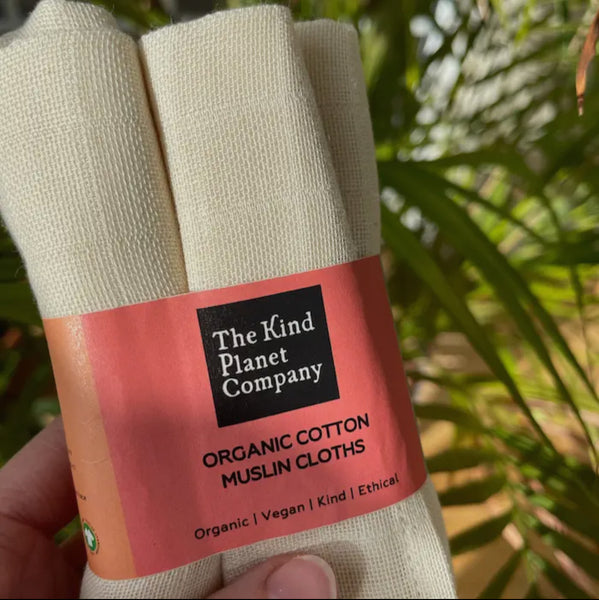 The Kind
Planet
Company
ORGANIC COTTON
MUSLIN CLOTHS
Organic | Vegan | Kind | Ethical